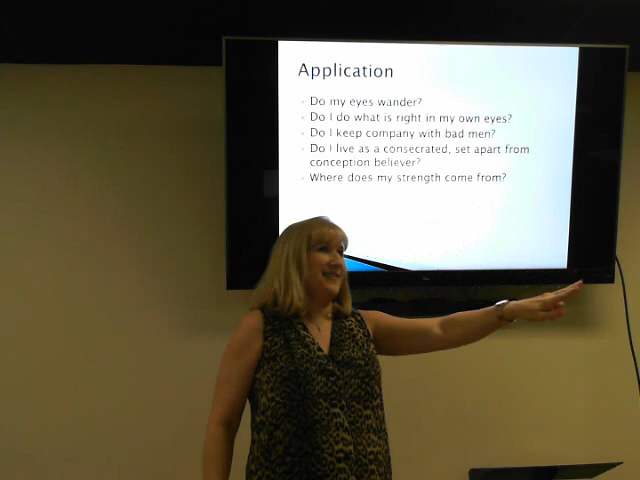 Application
Do my eyes wander?
Do I do what is right in my own eyes?
Do I keep company with bad men?
Do I live as a consecrated, set apart from
conception believer?
Where does my strength come from?